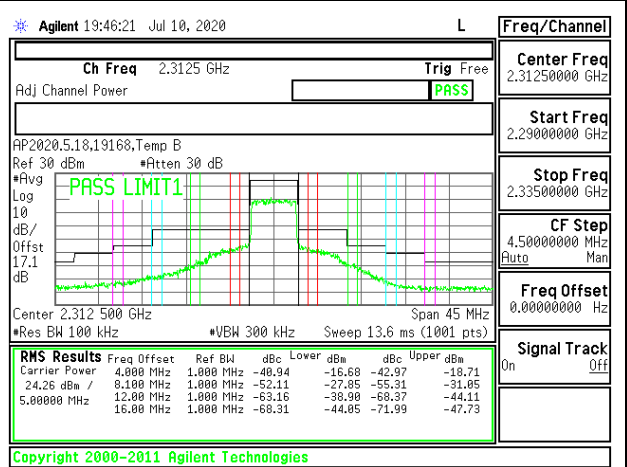 Agilent 19:46:21 Jul 10, 2020 L
Freq/Channel
Ch Freq 2.3125 GHz Trig Free
Adj Channel Power PASS
Center Freq
2.31250000 GHz
Start Freq
2.29000000 GHz
Stop Freq
2.33500000 GHz
CF Step
4.50000000 MHz
Auto Man
Freq Offset
0.00000000 Hz
Signal Track
On Off
AP2020.5.18,19168,Temp B
Ref 30 dBm #Atten 30 dB
#Avg
Log
10
dB/
Offst
17.1
dB
PASS LIMIT1
Center 2.312 500 GHz Span 45 MHz
#Res BW 100 kHz #VBW 300 kHz Sweep 13.6 ms (1001 pts)
RMS Results Freq Offset Ref BW dBc Lower dBm dBc Upper dBm
Carrier Power 4.000 MHz 1.000 MHz -40.94 -16.68 -42.97 -18.71
24.26 dBm / 8.100 MHz 1.000 MHz -52.11 -27.85 -55.31 -31.05
5.00000 MHz 12.00 MHz 1.000 MHz -63.16 -38.90 -68.37 -44.11
16.00 MHz 1.000 MHz -68.31 -44.05 -71.99 -47.73
Copyright 2000-2011 Agilent Technologies